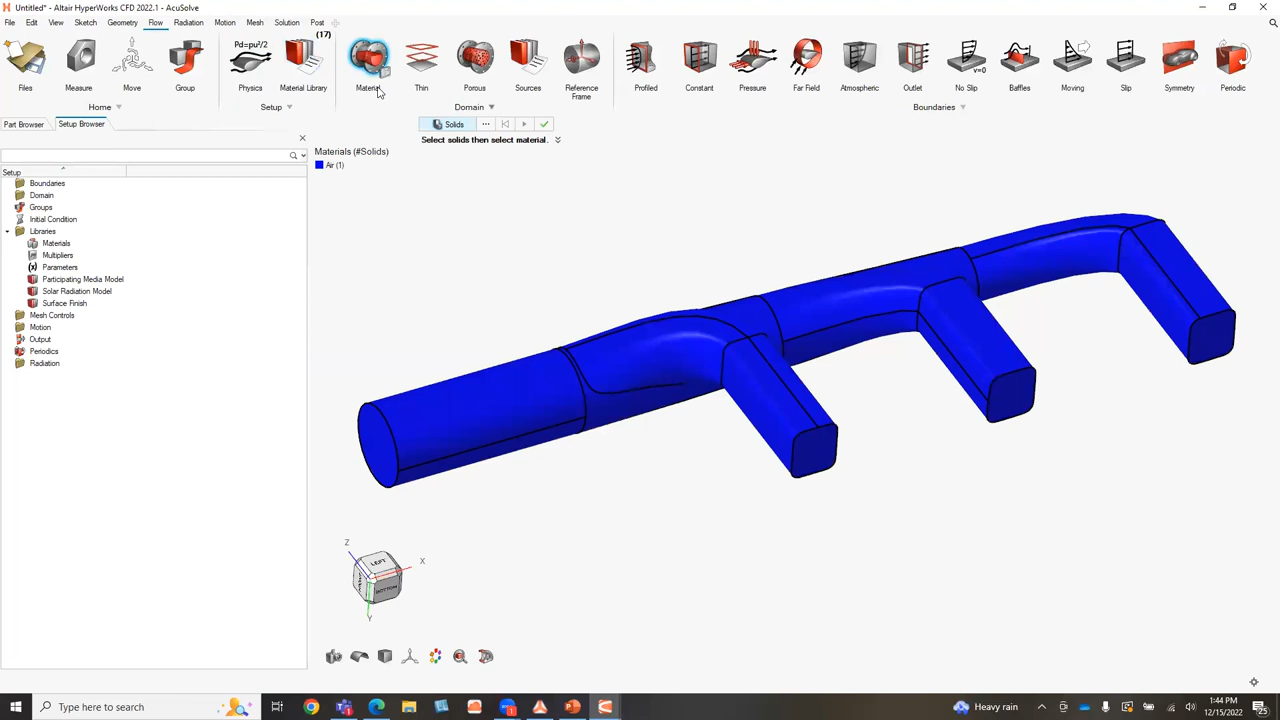 Untitled* - Altair HyperWorks CFD 2022.1 - AcuSolve
File Edit View Sketch Geometry Flow Radiation Motion Mesh Solution Post
Pd=ρu²/2 (17)
Files Measure Move Group Physics Material Library Material Thin Porous Sources Reference Frame Profiled Constant Pressure Far Field Atmospheric Outlet No Slip Baffles Moving Slip Symmetry Periodic
v=0
Home Setup Domain Boundaries
Part Browser Setup Browser
Solids ...
Select solids then select material.
Materials (#Solids)
Air (1)
Setup
Boundaries
Domain
Groups
Initial Condition
Libraries
Materials
Multipliers
(x) Parameters
Participating Media Model
Solar Radiation Model
Surface Finish
Mesh Controls
Motion
Output
Periodics
Radiation
Z
X
Y
LEFT
BOTTOM
Type here to search
Heavy rain
1:44 PM
12/15/2022